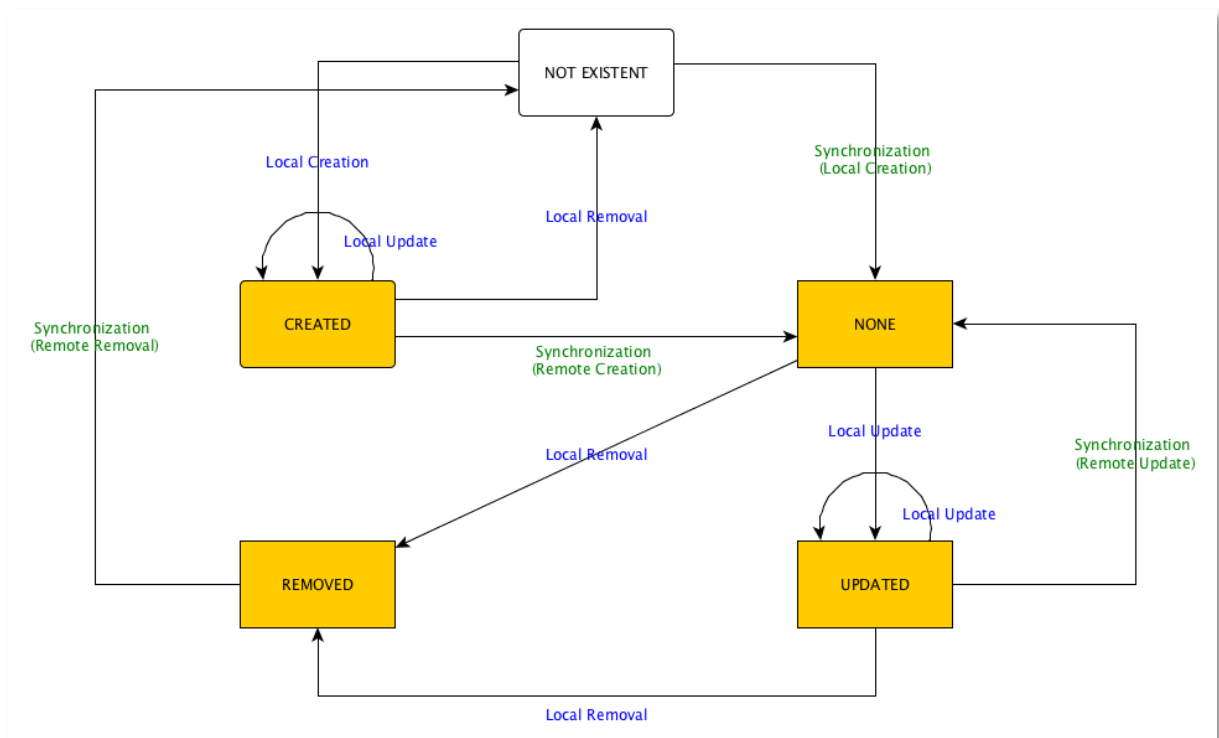 NOT EXISTENT
Local Creation
Synchronization
(Local Creation)
Local Removal
Local Update
CREATED
NONE
Synchronization
(Remote Removal)
Synchronization
(Remote Creation)
Local Update
Local Removal
Synchronization
(Remote Update)
Local Update
REMOVED
UPDATED
Local Removal